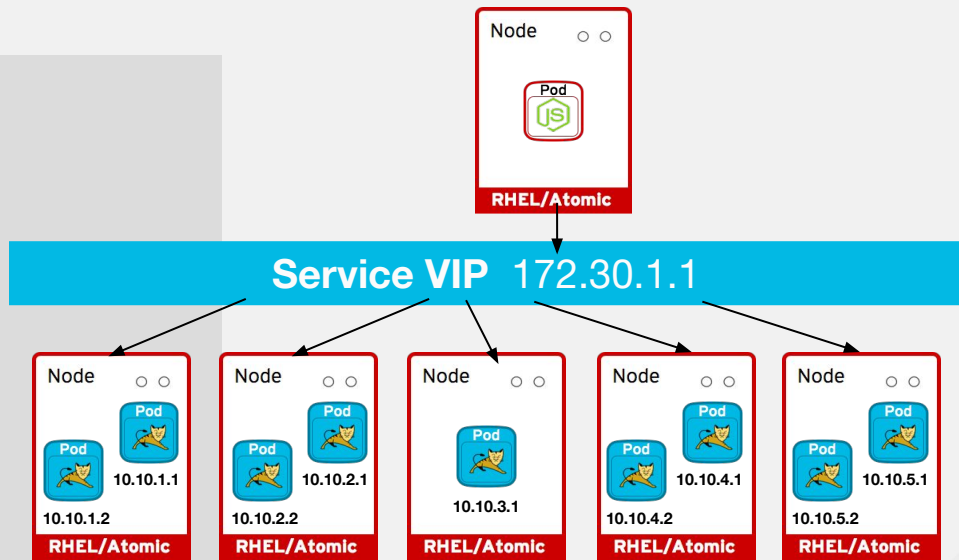 Node
Pod
JS
RHEL/Atomic
Service VIP 172.30.1.1
Node
Pod
Pod
10.10.1.1
10.10.1.2
RHEL/Atomic
Node
Pod
Pod
10.10.2.1
10.10.2.2
RHEL/Atomic
Node
Pod
10.10.3.1
RHEL/Atomic
Node
Pod
Pod
10.10.4.1
10.10.4.2
RHEL/Atomic
Node
Pod
Pod
10.10.5.1
10.10.5.2
RHEL/Atomic